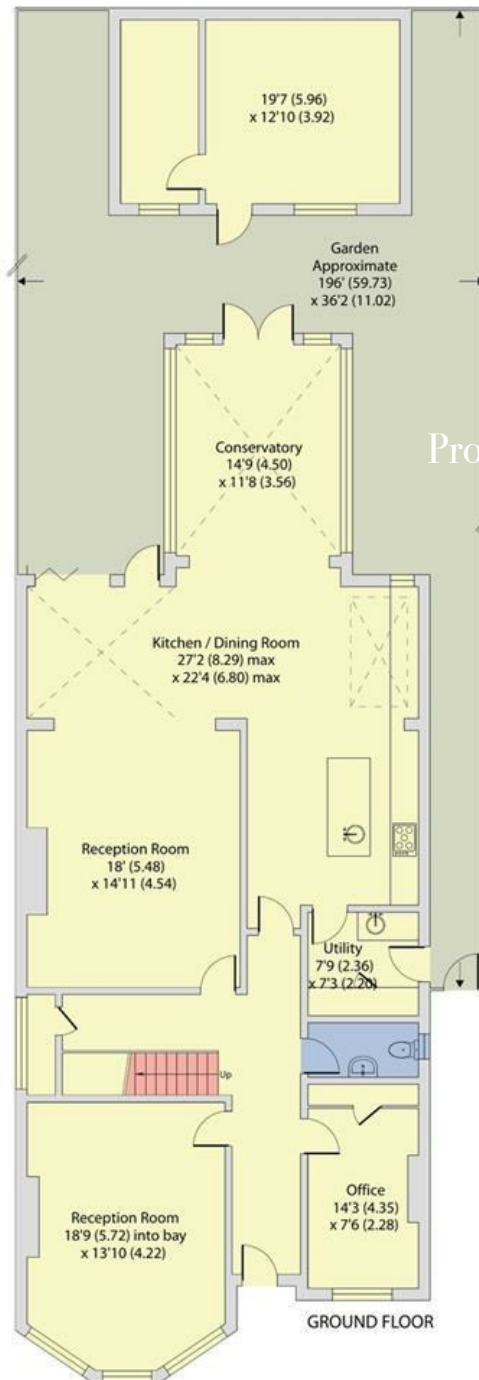 19'7 (5.96)
x 12'10 (3.92)
Garden
Approximate
196' (59.73)
x 36'2 (11.02)
Conservatory
14'9 (4.50)
x 11'8 (3.56)
Pro
Kitchen / Dining Room
27'2 (8.29) max
x 22'4 (6.80) max
Reception Room
18' (5.48)
x 14'11 (4.54)
Utility
7'9 (2.36)
x 7'3 (2.20)
Up
Reception Room
18'9 (5.72) into bay
x 13'10 (4.22)
Office
14'3 (4.35)
x 7'6 (2.28)
GROUND FLOOR